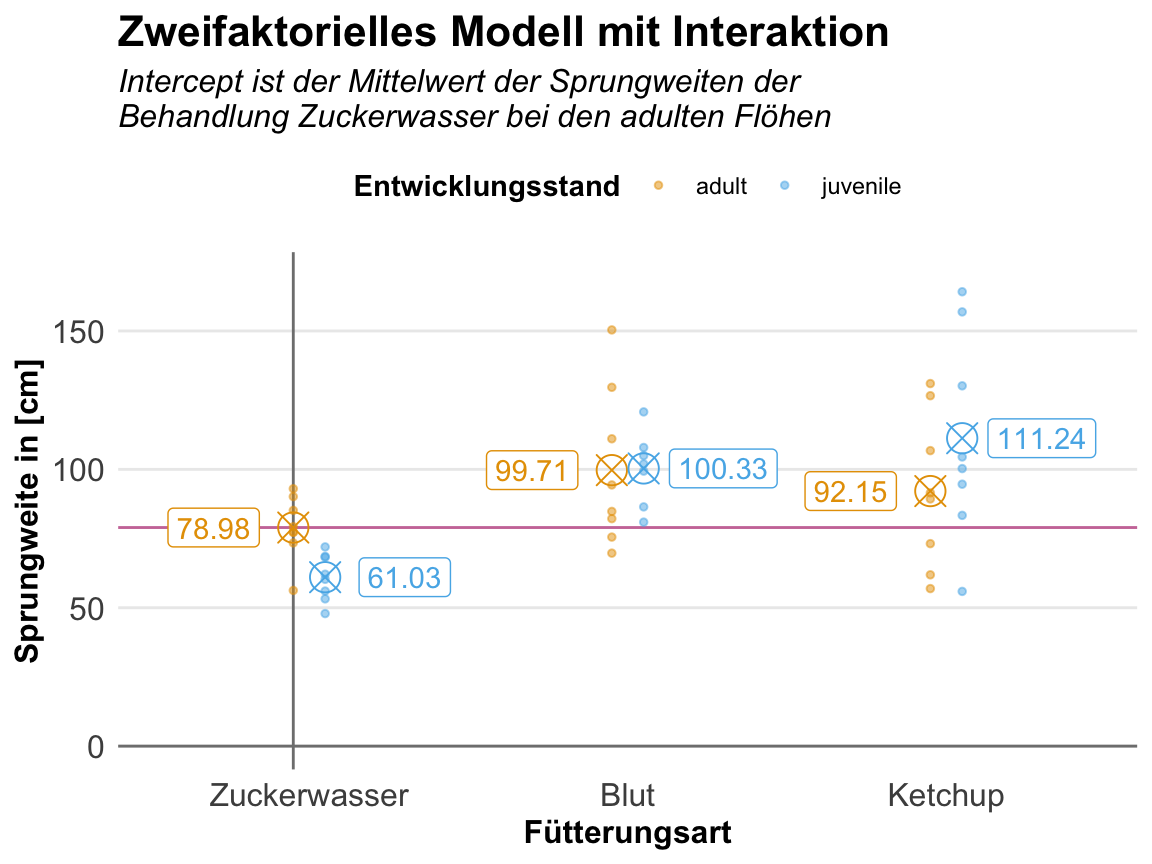 Zweifaktorielles Modell mit Interaktion
Intercept ist der Mittelwert der Sprungweiten der
Behandlung Zuckerwasser bei den adulten Flöhen
Entwicklungsstand adult juvenile
Sprungweite in [cm]
150
100
50
0
78.98
61.03
99.71
100.33
92.15
111.24
Zuckerwasser Blut Ketchup
Fütterungsart